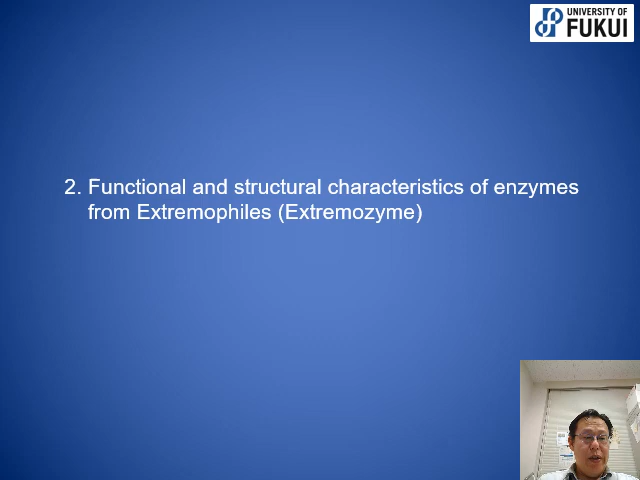 UNIVERSITY OF
FUKUI
2. Functional and structural characteristics of enzymes
from Extremophiles (Extremozyme)